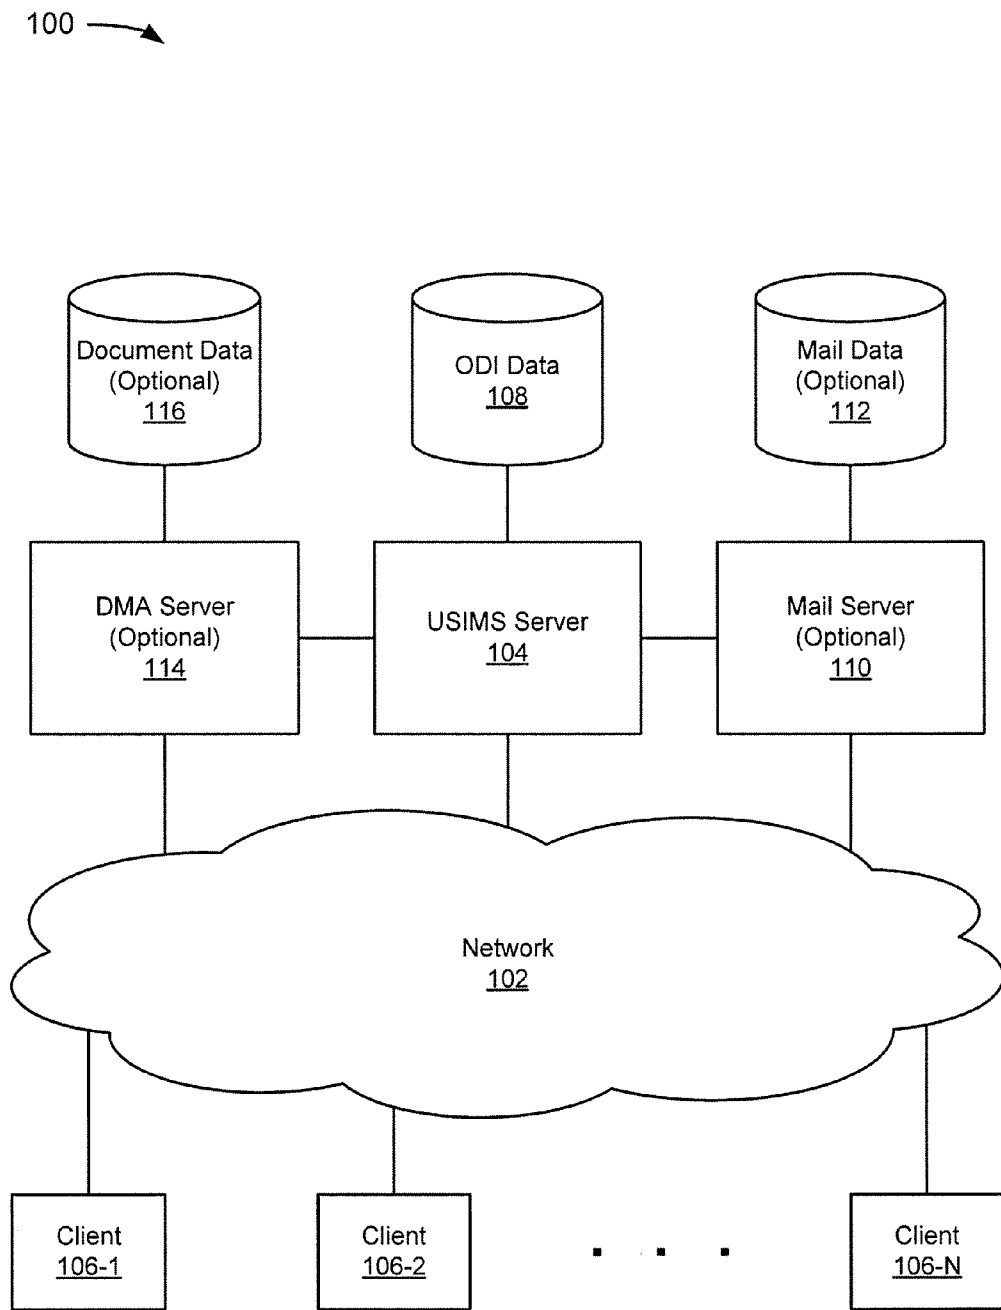 100
Document Data
(Optional)
116
ODI Data
108
Mail Data
(Optional)
112
DMA Server
(Optional)
114
USIMS Server
104
Mail Server
(Optional)
110
Network
102
Client
106-1
Client
106-2
Client
106-N